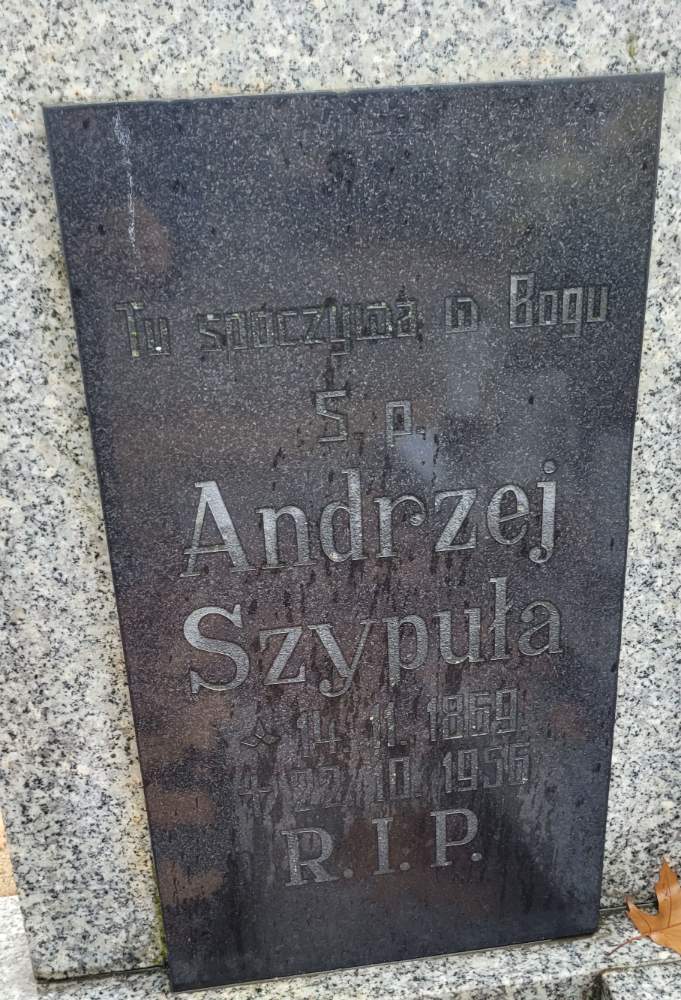 Tu spoczywa w Bogu
Ś. p.
Andrzej
Szypuła
14. 11. 1869
22. 10. 1956
R. I. P.